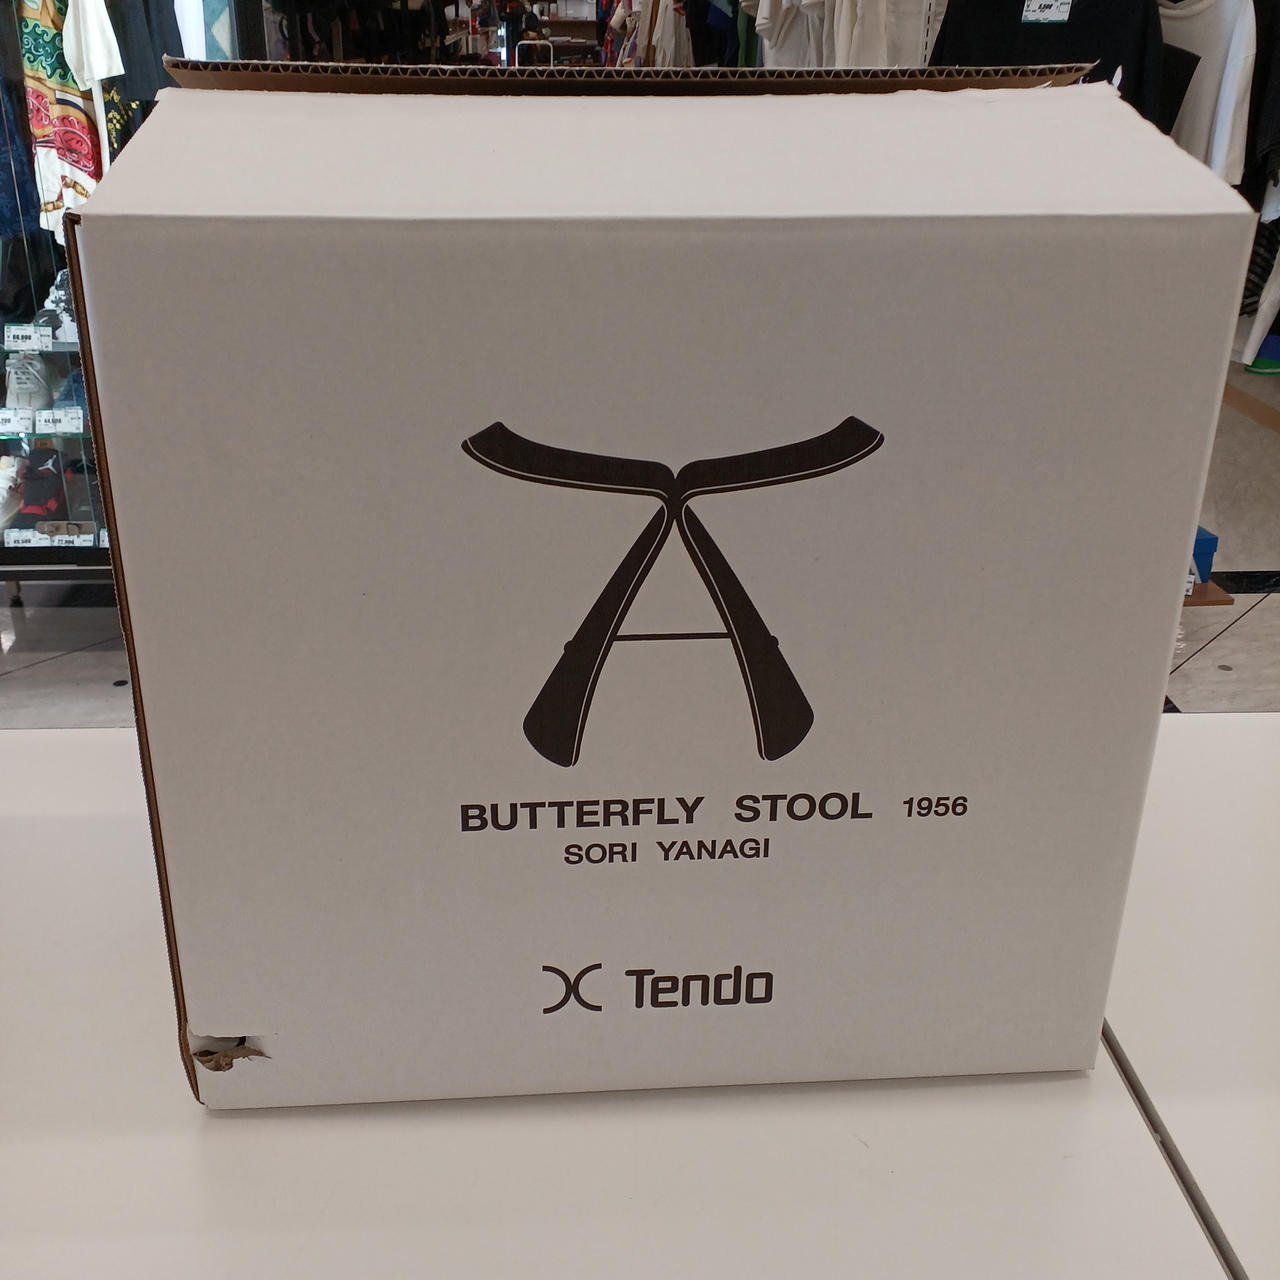 BUTTERFLY STOOL 1956
SORI YANAGI
Tendo